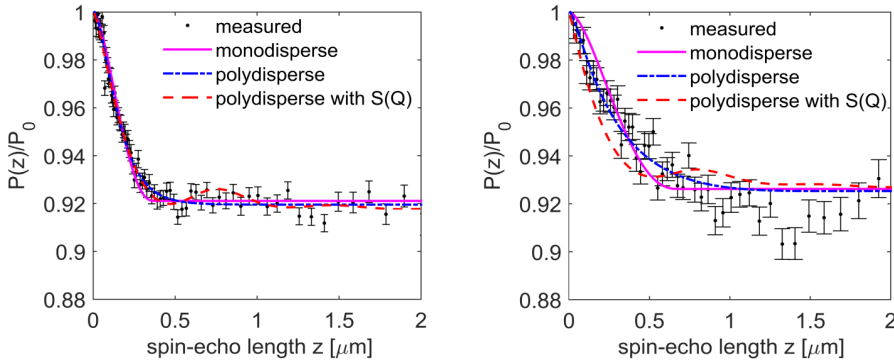 1
0.98
0.96
0.94
0.92
0.9
0.88
P(z)/P0
0 0.5 1 1.5 2
spin-echo length z [μm]
measured
monodisperse
polydisperse
polydisperse with S(Q)
1
0.98
0.96
0.94
0.92
0.9
0.88
P(z)/P0
0 0.5 1 1.5 2
spin-echo length z [μm]
measured
monodisperse
polydisperse
polydisperse with S(Q)